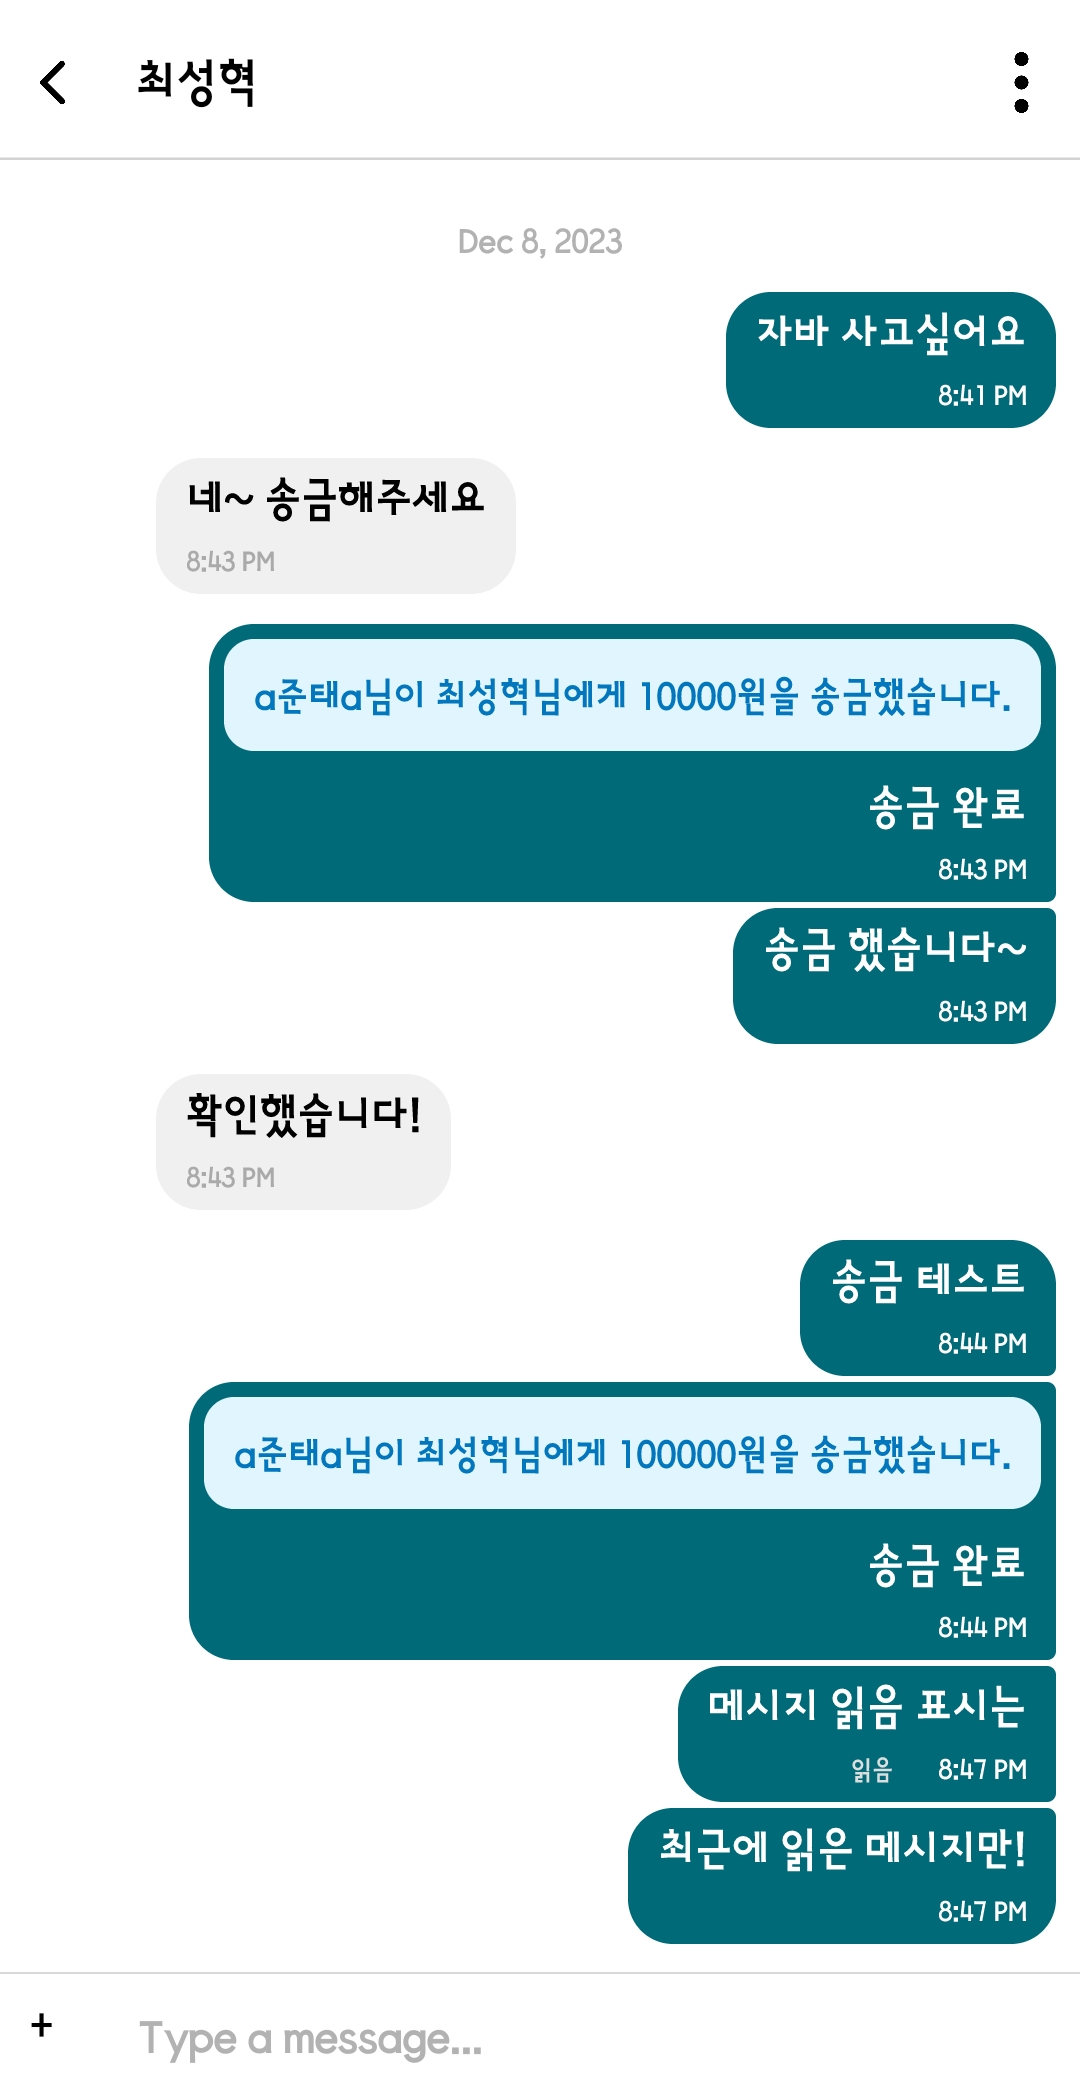 최성혁
Dec 8, 2023
자바 사고싶어요
8:41 PM
네~ 송금해주세요
8:43 PM
a준태a님이 최성혁님에게 10000원을 송금했습니다.
송금 완료
8:43 PM
송금 했습니다~
8:43 PM
확인했습니다!
8:43 PM
송금 테스트
8:44 PM
a준태a님이 최성혁님에게 100000원을 송금했습니다.
송금 완료
8:44 PM
메시지 읽음 표시는
읽음 8:47 PM
최근에 읽은 메시지만!
8:47 PM
+ Type a message...